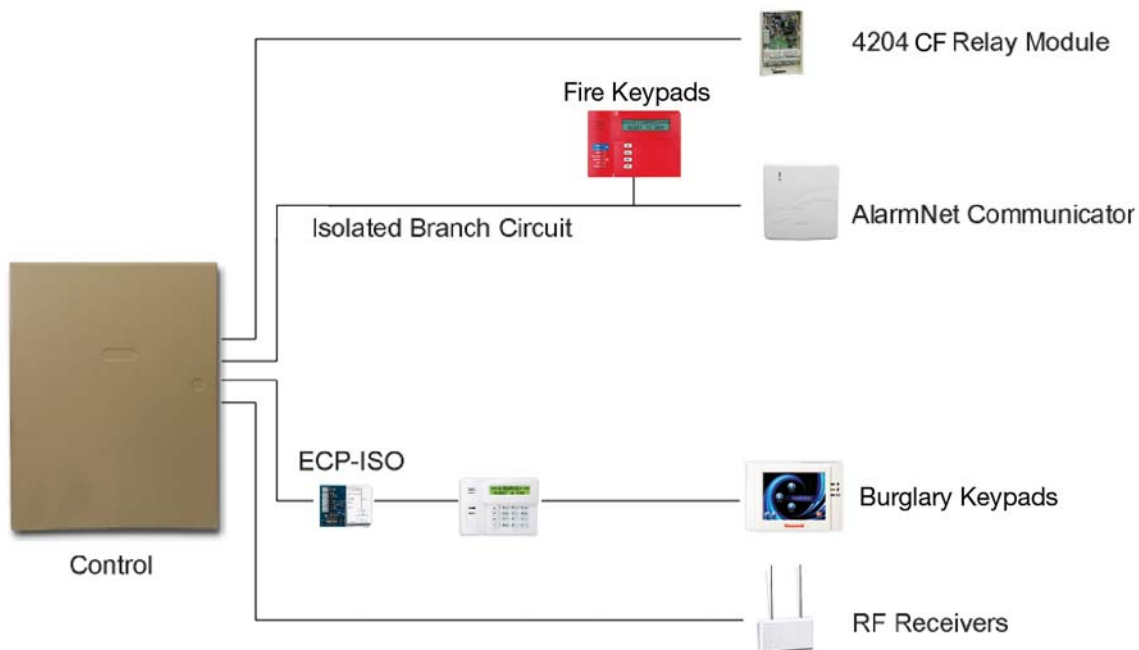 4204 CF Relay Module
Fire Keypads
AlarmNet Communicator
Isolated Branch Circuit
ECP-ISO
Burglary Keypads
Control
RF Receivers